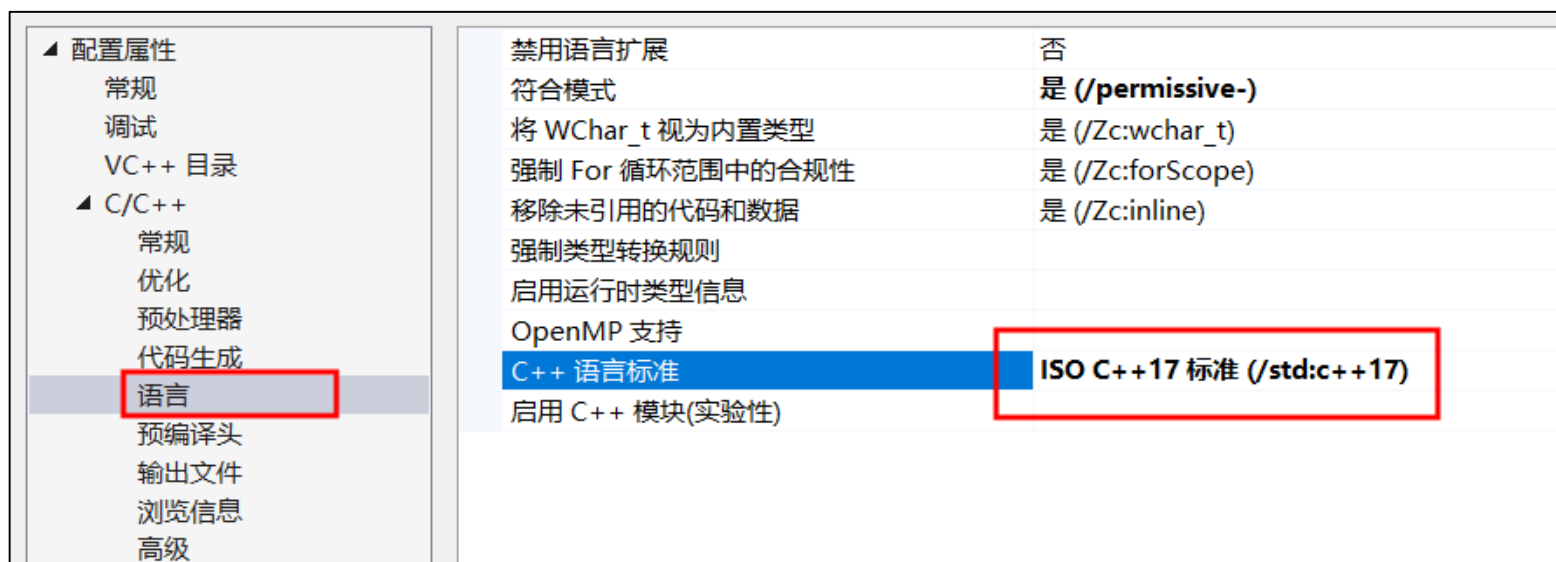 配置属性
常规
调试
VC++ 目录
C/C++
常规
优化
预处理器
代码生成
语言
预编译头
输出文件
浏览信息
高级
禁用语言扩展 否
符合模式 是 (/permissive-)
将 WChar_t 视为内置类型 是 (/Zc:wchar_t)
强制 For 循环范围中的合规性 是 (/Zc:forScope)
移除未引用的代码和数据 是 (/Zc:inline)
强制类型转换规则
启用运行时类型信息
OpenMP 支持
C++ 语言标准 ISO C++17 标准 (/std:c++17)
启用 C++ 模块(实验性)